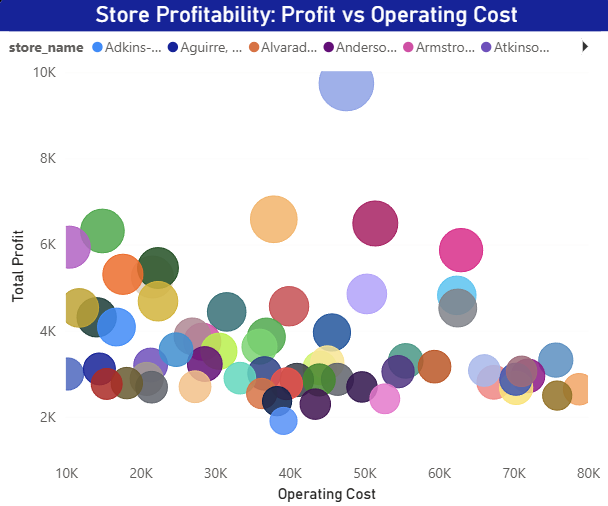 Store Profitability: Profit vs Operating Cost
store_name Adkins-... Aguirre, ... Alvarad... Anderso... Armstro... Atkinso...
10K
8K
6K
4K
2K
Total Profit
10K 20K 30K 40K 50K 60K 70K 80K
Operating Cost